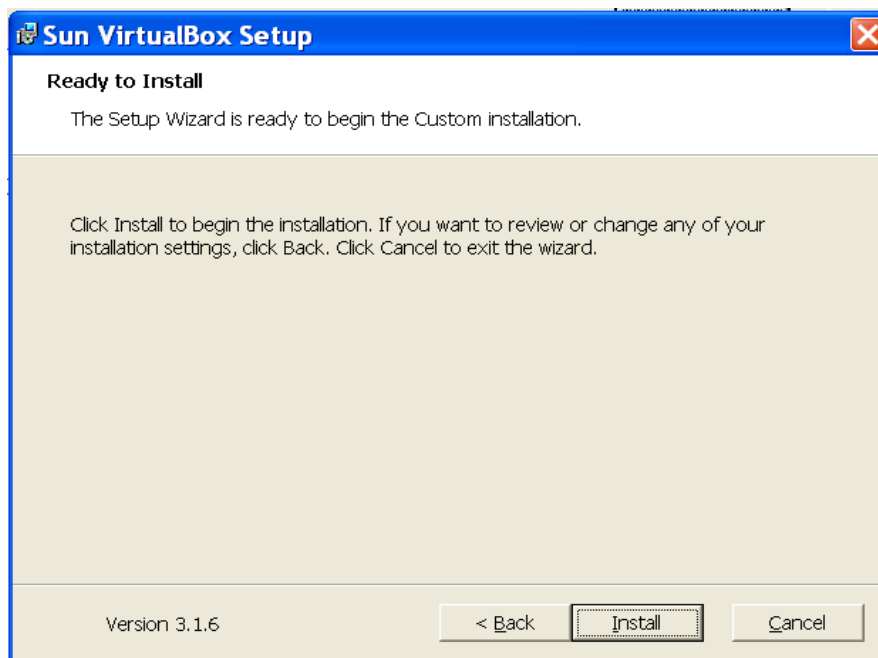 Sun VirtualBox Setup
Ready to Install
The Setup Wizard is ready to begin the Custom installation.
Click Install to begin the installation. If you want to review or change any of your
installation settings, click Back. Click Cancel to exit the wizard.
Version 3.1.6
< Back
Install
Cancel